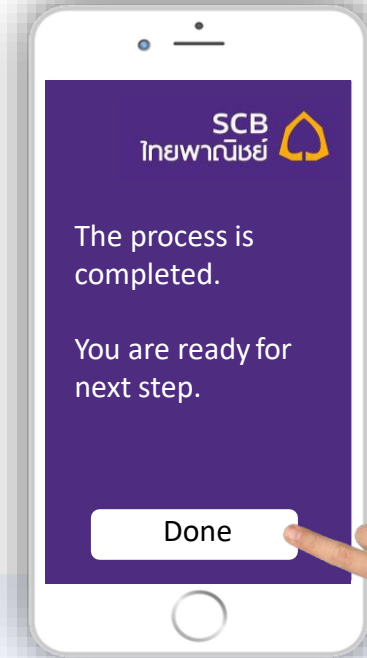 SCB
ไทยพาณิชย์
The process is
completed.
You are ready for
next step.
Done